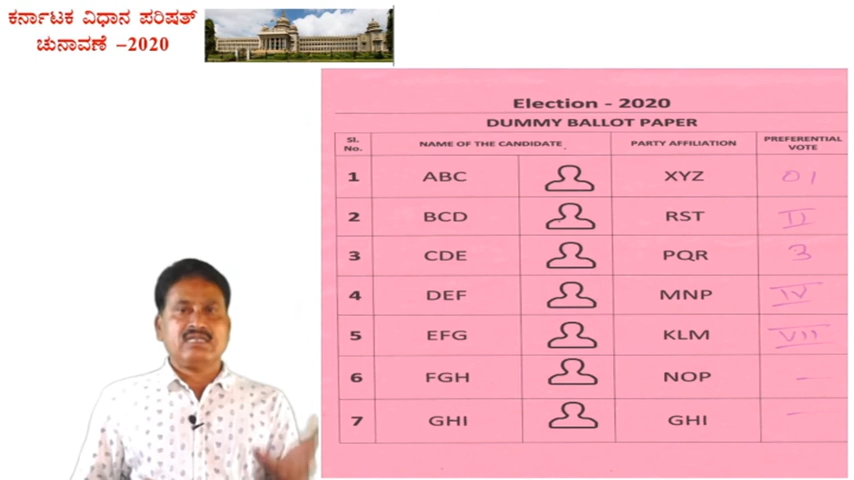 ಕರ್ನಾಟಕ ವಿಧಾನ ಪರಿಷತ್
ಚುನಾವಣೆ –2020
Election - 2020
DUMMY BALLOT PAPER
Sl. No. NAME OF THE CANDIDATE PARTY AFFILIATION PREFERENTIAL VOTE
1 ABC XYZ 01
2 BCD RST II
3 CDE PQR 3
4 DEF MNP IV
5 EFG KLM VII
6 FGH NOP –
7 GHI GHI –